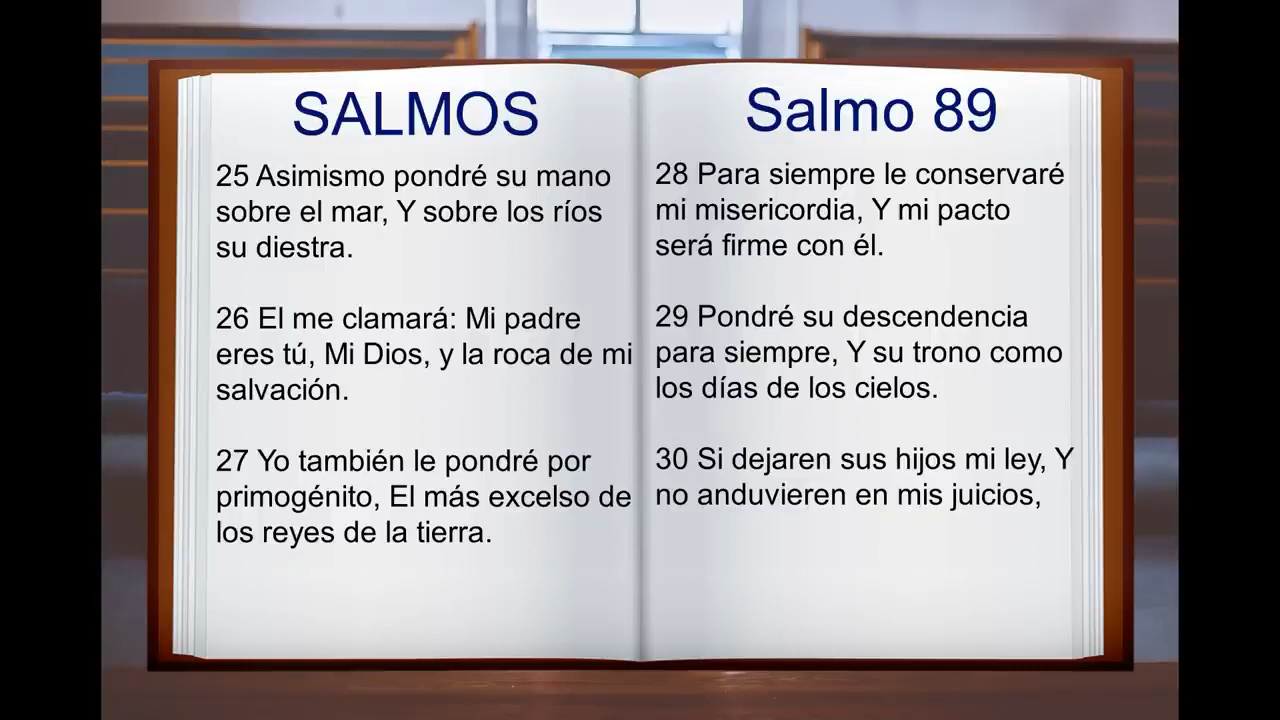 SALMOS
25 Asimismo pondré su mano
sobre el mar, Y sobre los ríos
su diestra.
26 El me clamará: Mi padre
eres tú, Mi Dios, y la roca de mi
salvación.
27 Yo también le pondré por
primogénito, El más excelso de
los reyes de la tierra.
Salmo 89
28 Para siempre le conservaré
mi misericordia, Y mi pacto
será firme con él.
29 Pondré su descendencia
para siempre, Y su trono como
los días de los cielos.
30 Si dejaren sus hijos mi ley, Y
no anduvieren en mis juicios,